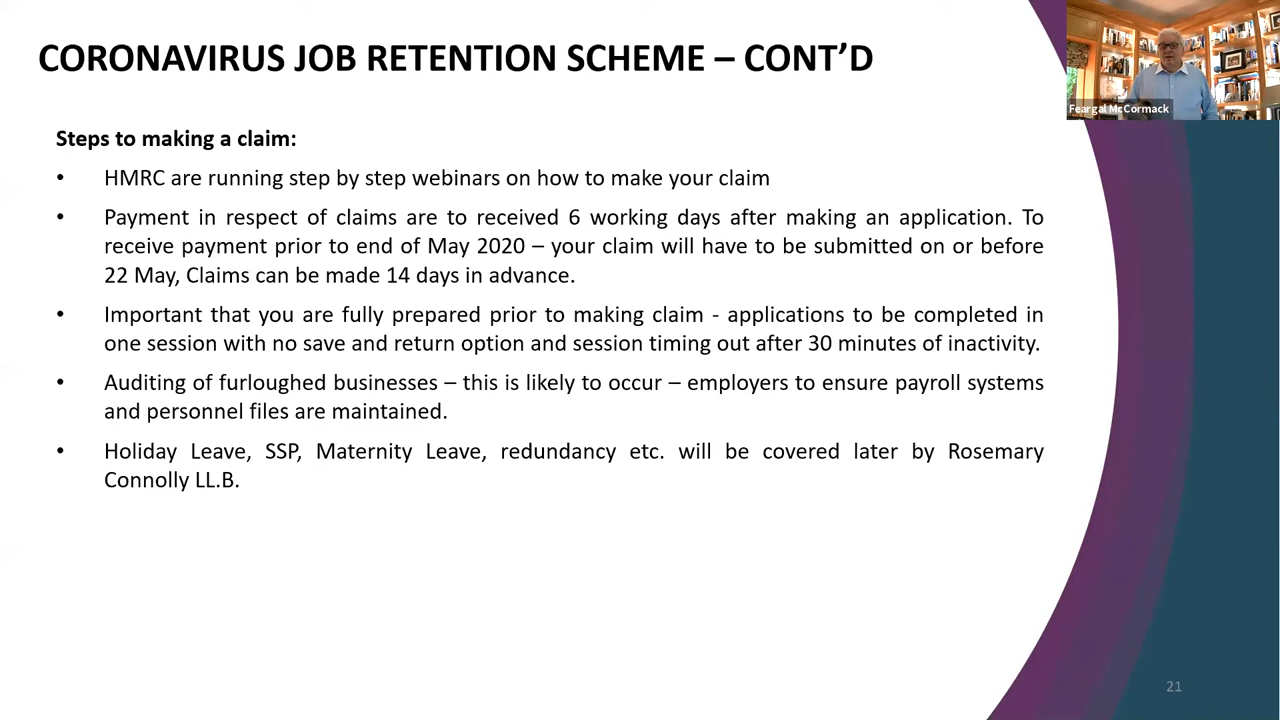 CORONAVIRUS JOB RETENTION SCHEME – CONT’D
Feargal McCormack
Steps to making a claim:
• HMRC are running step by step webinars on how to make your claim
• Payment in respect of claims are to received 6 working days after making an application. To
receive payment prior to end of May 2020 – your claim will have to be submitted on or before
22 May, Claims can be made 14 days in advance.
• Important that you are fully prepared prior to making claim - applications to be completed in
one session with no save and return option and session timing out after 30 minutes of inactivity.
• Auditing of furloughed businesses – this is likely to occur – employers to ensure payroll systems
and personnel files are maintained.
• Holiday Leave, SSP, Maternity Leave, redundancy etc. will be covered later by Rosemary
Connolly LL.B.
21